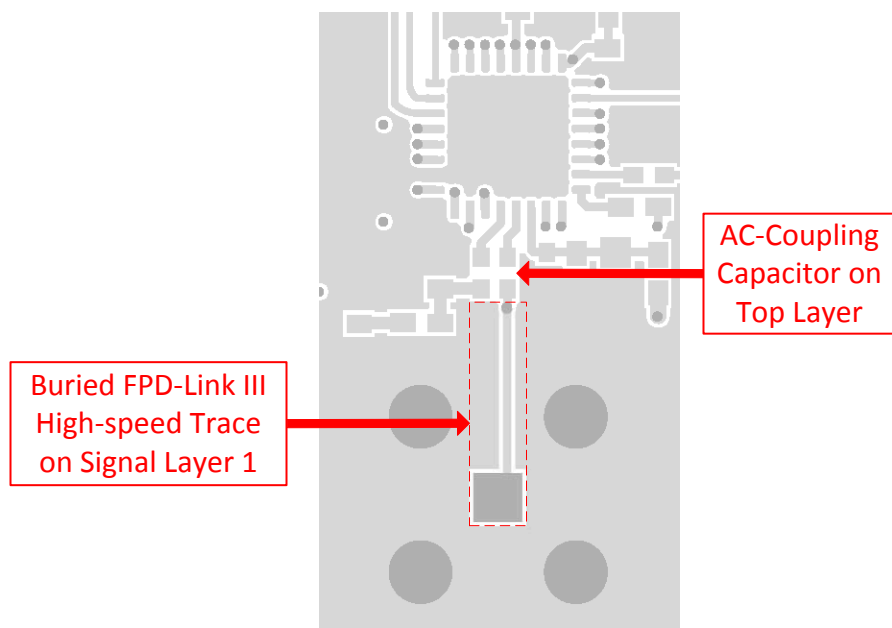 AC-Coupling
Capacitor on
Top Layer
Buried FPD-Link III
High-speed Trace
on Signal Layer 1